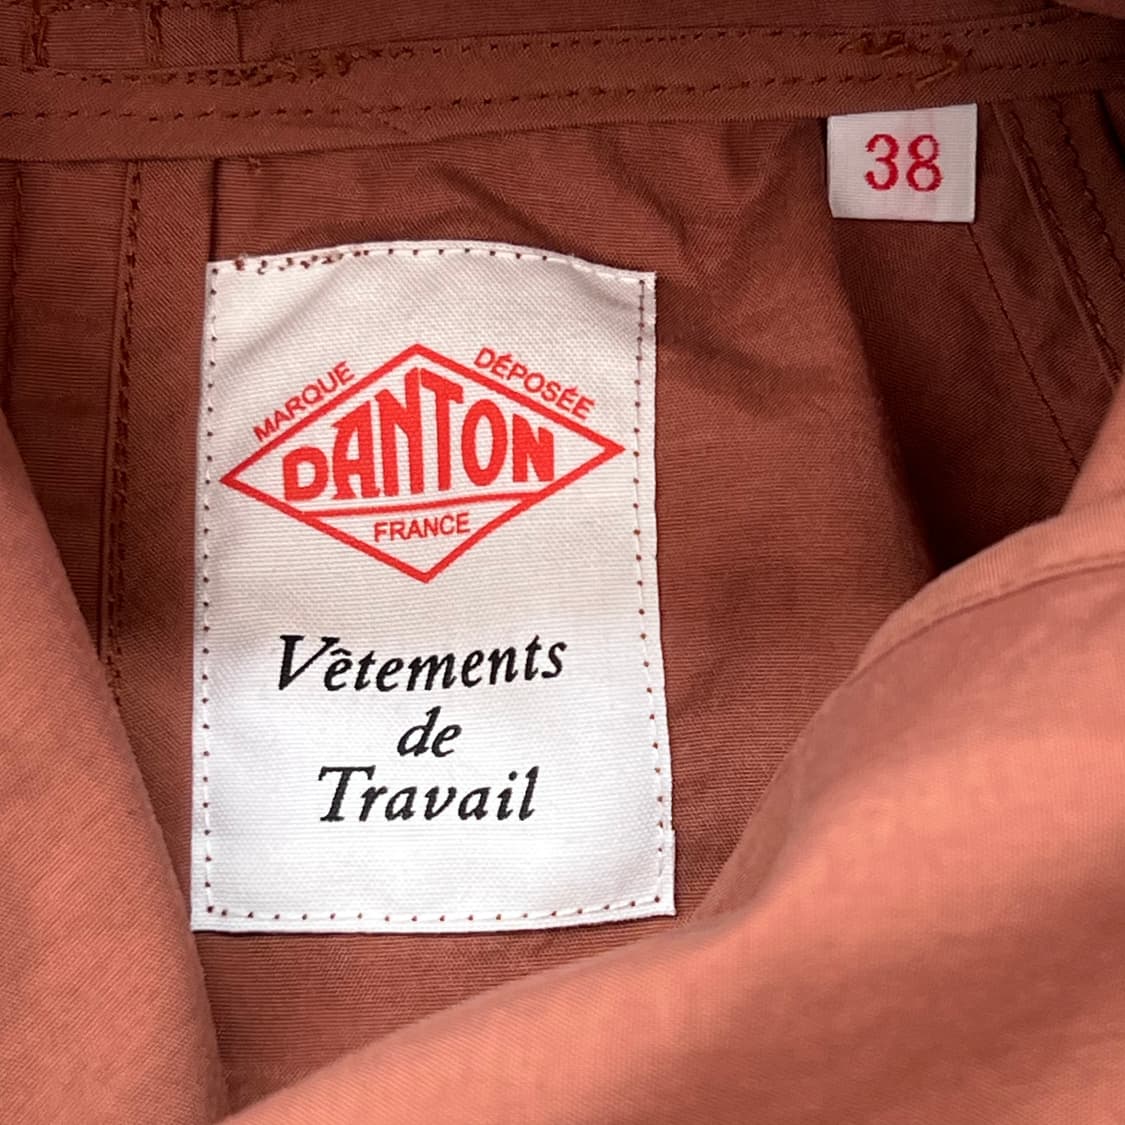 38
MARQUE DÉPOSÉE
DANTON
FRANCE
Vêtements
de
Travail